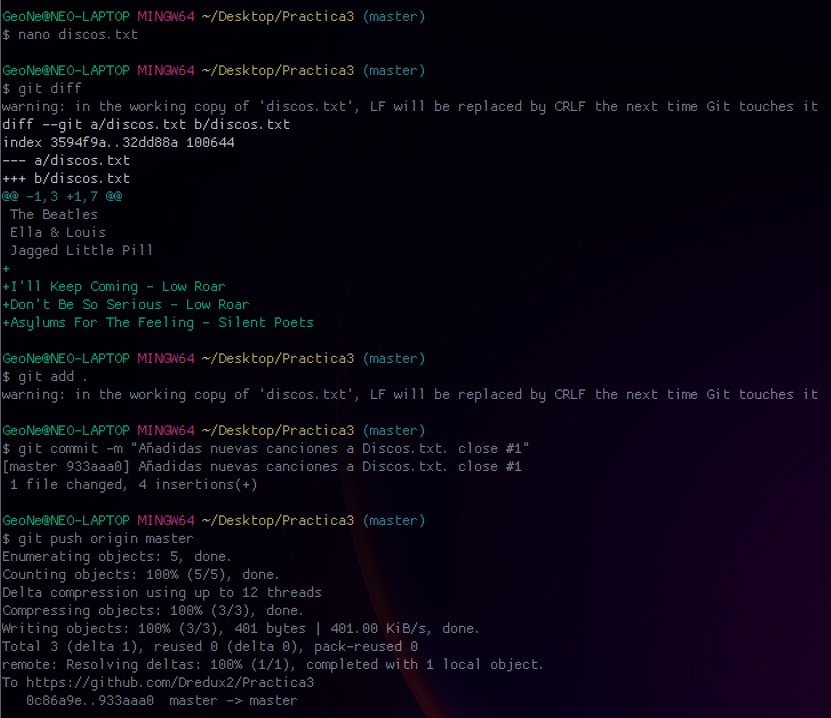 GeoNe@NEO-LAPTOP MINGW64 ~/Desktop/Practica3 (master)
$ nano discos.txt
GeoNe@NEO-LAPTOP MINGW64 ~/Desktop/Practica3 (master)
$ git diff
warning: in the working copy of 'discos.txt', LF will be replaced by CRLF the next time Git touches it
diff --git a/discos.txt b/discos.txt
index 3594f9a..32dd88a 100644
--- a/discos.txt
+++ b/discos.txt
@@ -1,3 +1,7 @@
 The Beatles
 Ella & Louis
 Jagged Little Pill
+
+I'll Keep Coming - Low Roar
+Don't Be So Serious - Low Roar
+Asylums For The Feeling - Silent Poets
GeoNe@NEO-LAPTOP MINGW64 ~/Desktop/Practica3 (master)
$ git add .
warning: in the working copy of 'discos.txt', LF will be replaced by CRLF the next time Git touches it
GeoNe@NEO-LAPTOP MINGW64 ~/Desktop/Practica3 (master)
$ git commit -m "Añadidas nuevas canciones a Discos.txt. close #1"
[master 933aaa0] Añadidas nuevas canciones a Discos.txt. close #1
 1 file changed, 4 insertions(+)
GeoNe@NEO-LAPTOP MINGW64 ~/Desktop/Practica3 (master)
$ git push origin master
Enumerating objects: 5, done.
Counting objects: 100% (5/5), done.
Delta compression using up to 12 threads
Compressing objects: 100% (3/3), done.
Writing objects: 100% (3/3), 401 bytes | 401.00 KiB/s, done.
Total 3 (delta 1), reused 0 (delta 0), pack-reused 0
remote: Resolving deltas: 100% (1/1), completed with 1 local object.
To https://github.com/Dredux2/Practica3
   0c86a9e..933aaa0  master -> master